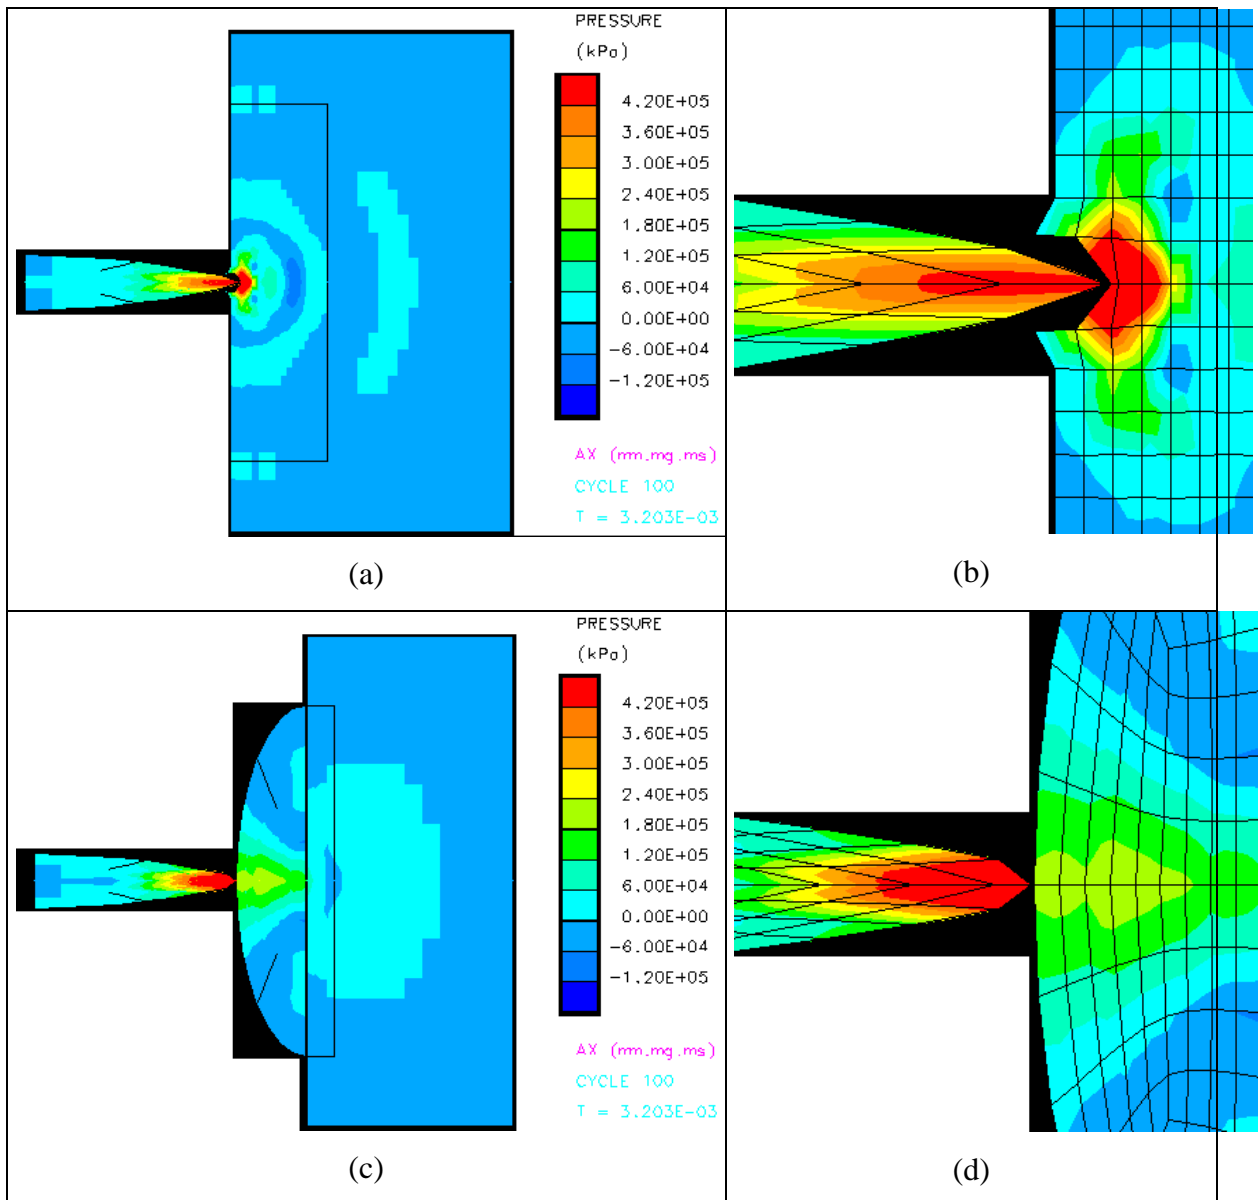 PRESSURE
(kPa)
4.20E+05
3.60E+05
3.00E+05
2.40E+05
1.80E+05
1.20E+05
6.00E+04
0.00E+00
-6.00E+04
-1.20E+05
AX (mm.mg.ms)
CYCLE 100
T = 3.203E-03
(a)
(b)
PRESSURE
(kPa)
4.20E+05
3.60E+05
3.00E+05
2.40E+05
1.80E+05
1.20E+05
6.00E+04
0.00E+00
-6.00E+04
-1.20E+05
AX (mm.mg.ms)
CYCLE 100
T = 3.203E-03
(c)
(d)